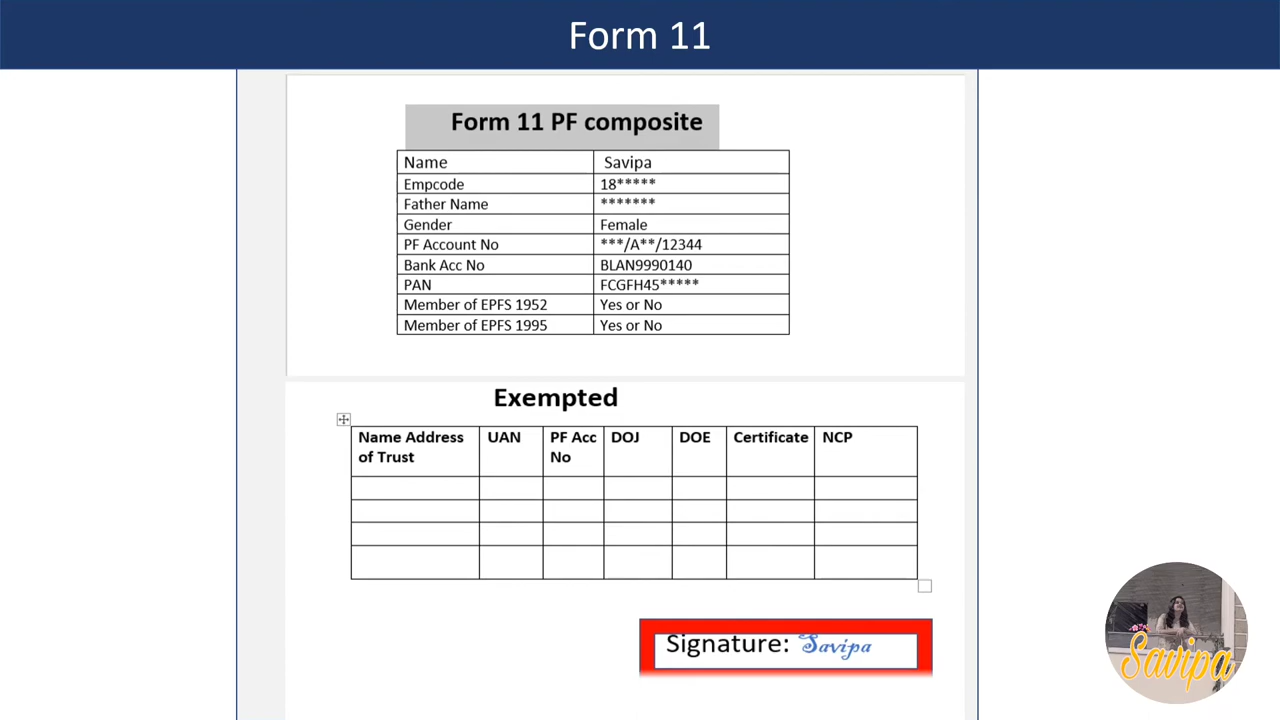 Form 11
Form 11 PF composite
Name Savipa
Empcode 18*****
Father Name *******
Gender Female
PF Account No ***/A**/12344
Bank Acc No BLAN9990140
PAN FCGFH45*****
Member of EPFS 1952 Yes or No
Member of EPFS 1995 Yes or No
Exempted
Name Address UAN PF Acc DOJ DOE Certificate NCP
of Trust No
Signature: Savipa
Savipa